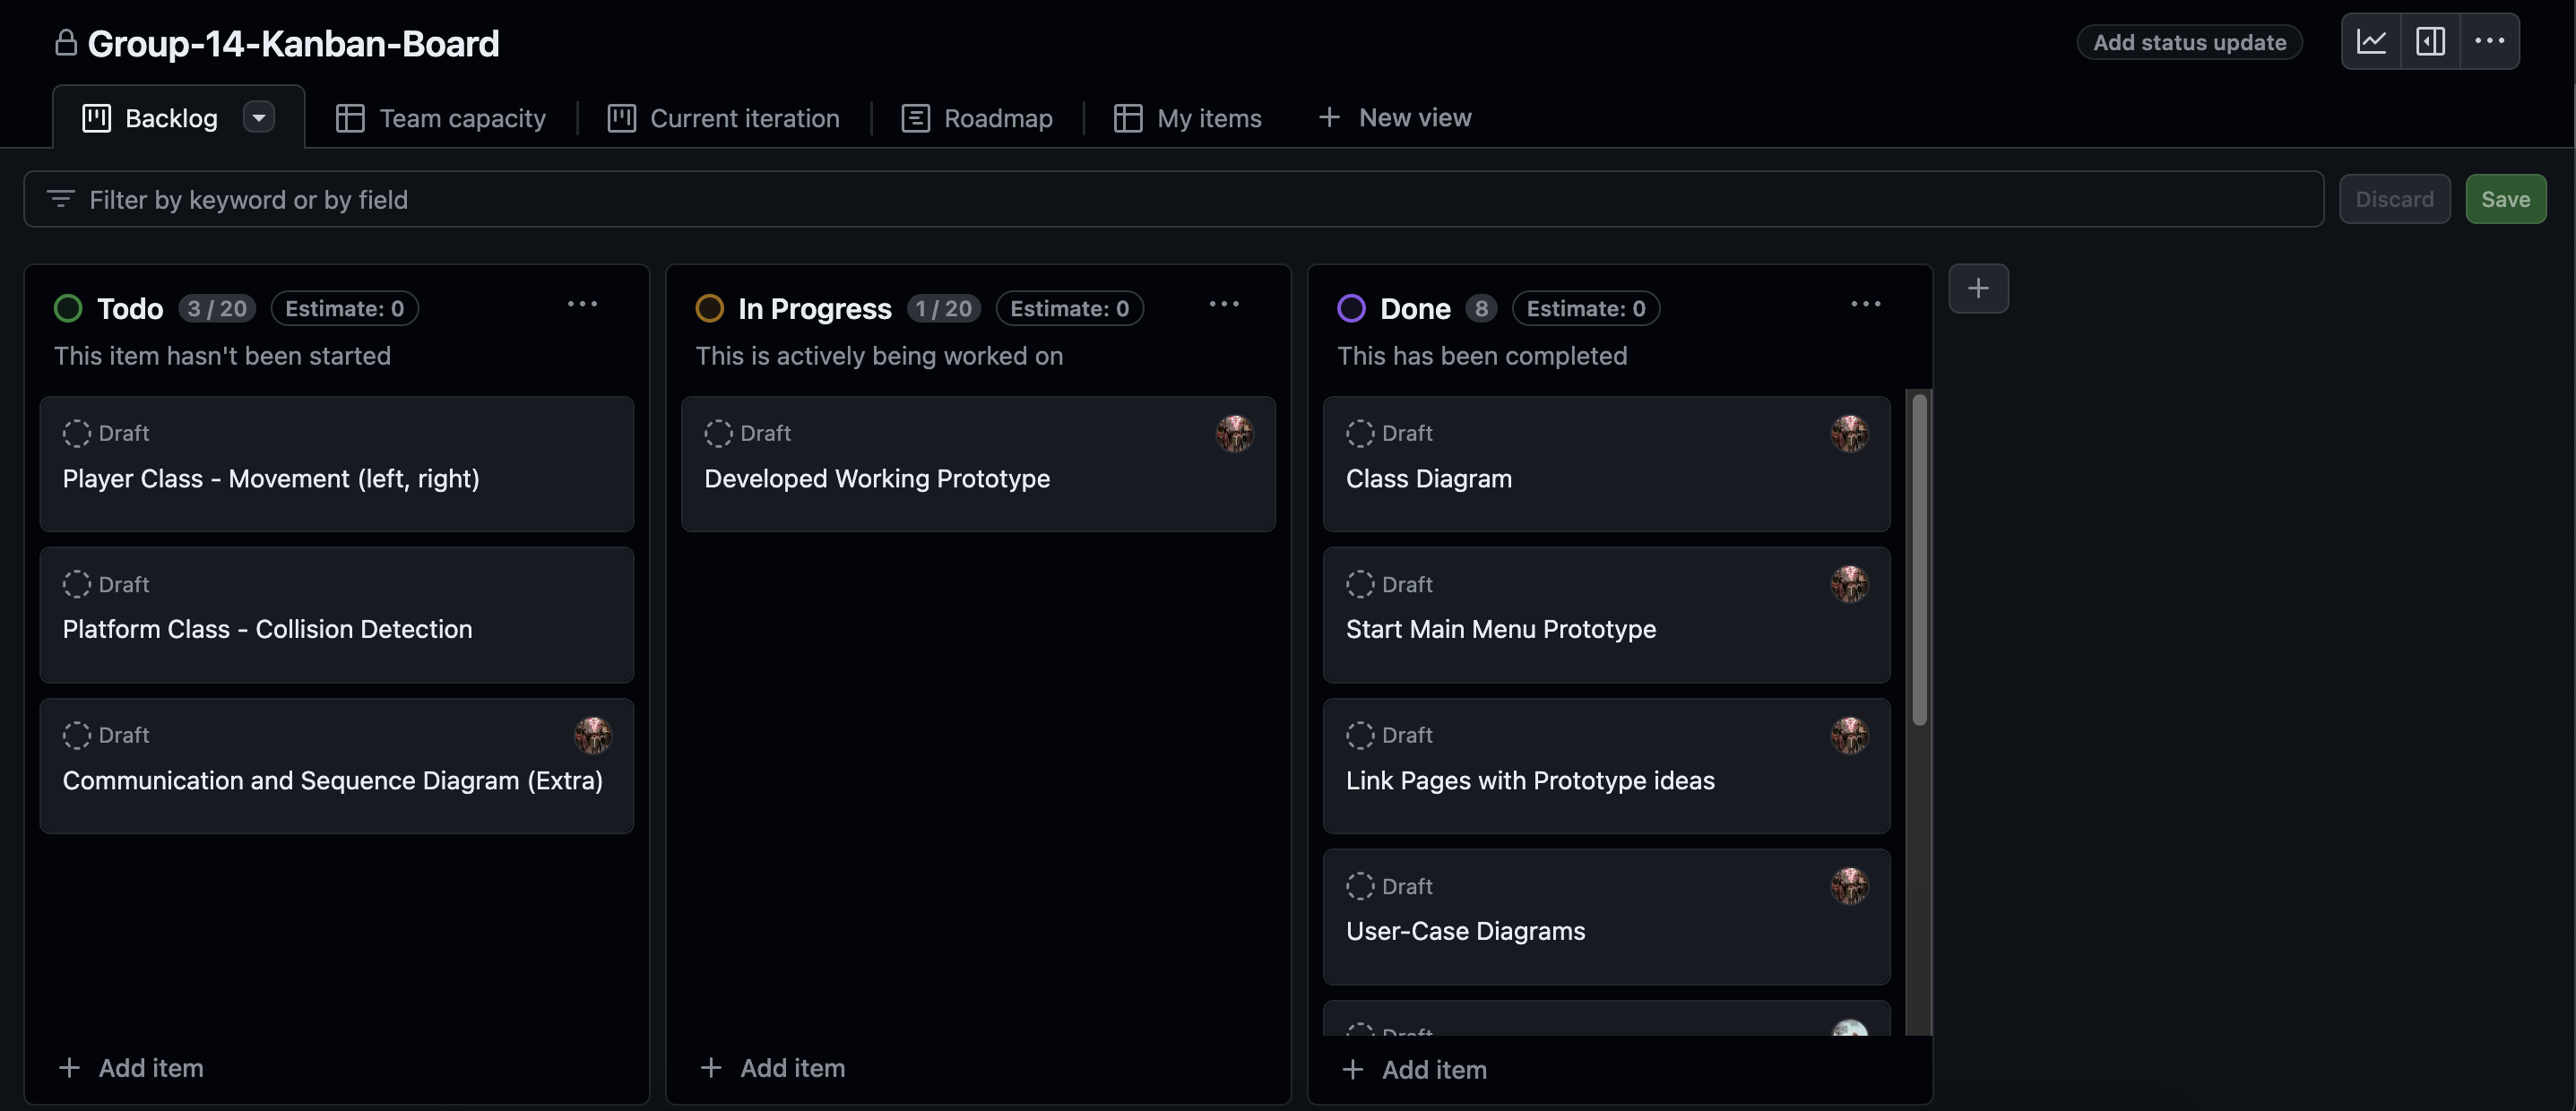 Group-14-Kanban-Board
Add status update
Backlog
Team capacity
Current iteration
Roadmap
My items
New view
Filter by keyword or by field
Discard
Save
Todo 3 / 20 Estimate: 0
This item hasn't been started
Draft
Player Class - Movement (left, right)
Draft
Platform Class - Collision Detection
Draft
Communication and Sequence Diagram (Extra)
Add item
In Progress 1 / 20 Estimate: 0
This is actively being worked on
Draft
Developed Working Prototype
Add item
Done 8 Estimate: 0
This has been completed
Draft
Class Diagram
Draft
Start Main Menu Prototype
Draft
Link Pages with Prototype ideas
Draft
User-Case Diagrams
Draft
Add item